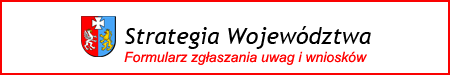 Strategia Województwa
Formularz zgłaszania uwag i wniosków